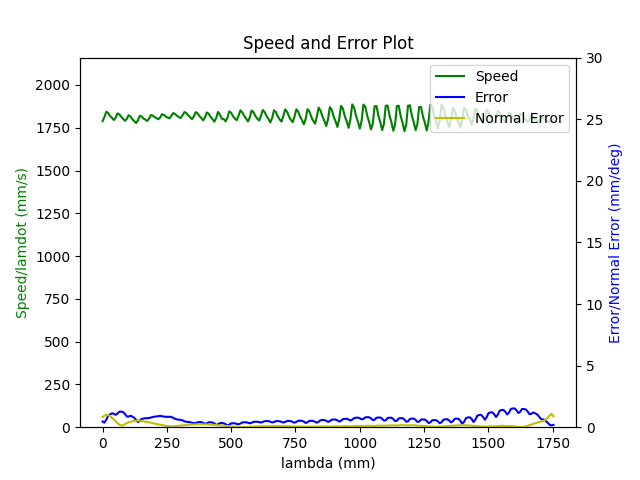 Speed and Error Plot
Speed
Error
Normal Error
Speed/lamdot (mm/s)
2000
1750
1500
1250
1000
750
500
250
0
30
25
20
15
10
5
0
Error/Normal Error (mm/deg)
0 250 500 750 1000 1250 1500 1750
lambda (mm)